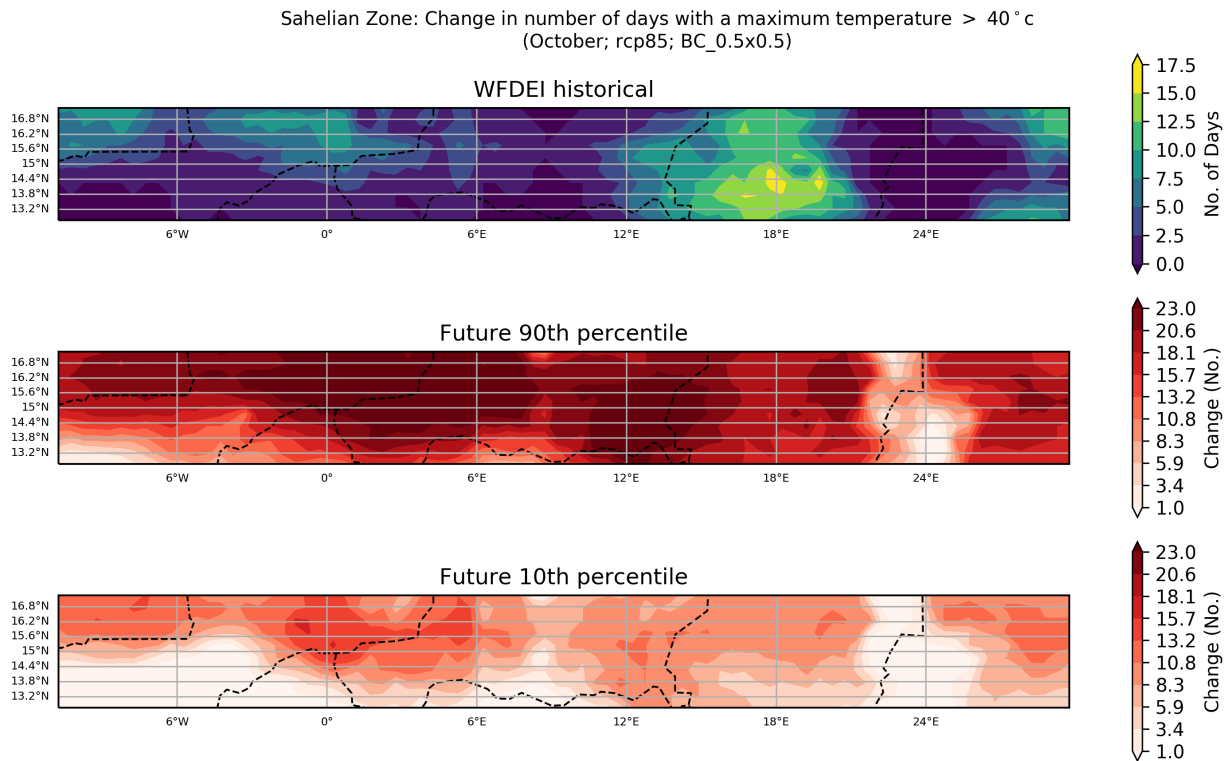 Sahelian Zone: Change in number of days with a maximum temperature > 40°c
(October; rcp85; BC_0.5x0.5)
WFDEI historical
16.8°N
16.2°N
15.6°N
15°N
14.4°N
13.8°N
13.2°N
6°W 0° 6°E 12°E 18°E 24°E
17.5
15.0
12.5
10.0
7.5
5.0
2.5
0.0
No. of Days
Future 90th percentile
16.8°N
16.2°N
15.6°N
15°N
14.4°N
13.8°N
13.2°N
6°W 0° 6°E 12°E 18°E 24°E
23.0
20.6
18.1
15.7
13.2
10.8
8.3
5.9
3.4
1.0
Change (No.)
Future 10th percentile
16.8°N
16.2°N
15.6°N
15°N
14.4°N
13.8°N
13.2°N
6°W 0° 6°E 12°E 18°E 24°E
23.0
20.6
18.1
15.7
13.2
10.8
8.3
5.9
3.4
1.0
Change (No.)